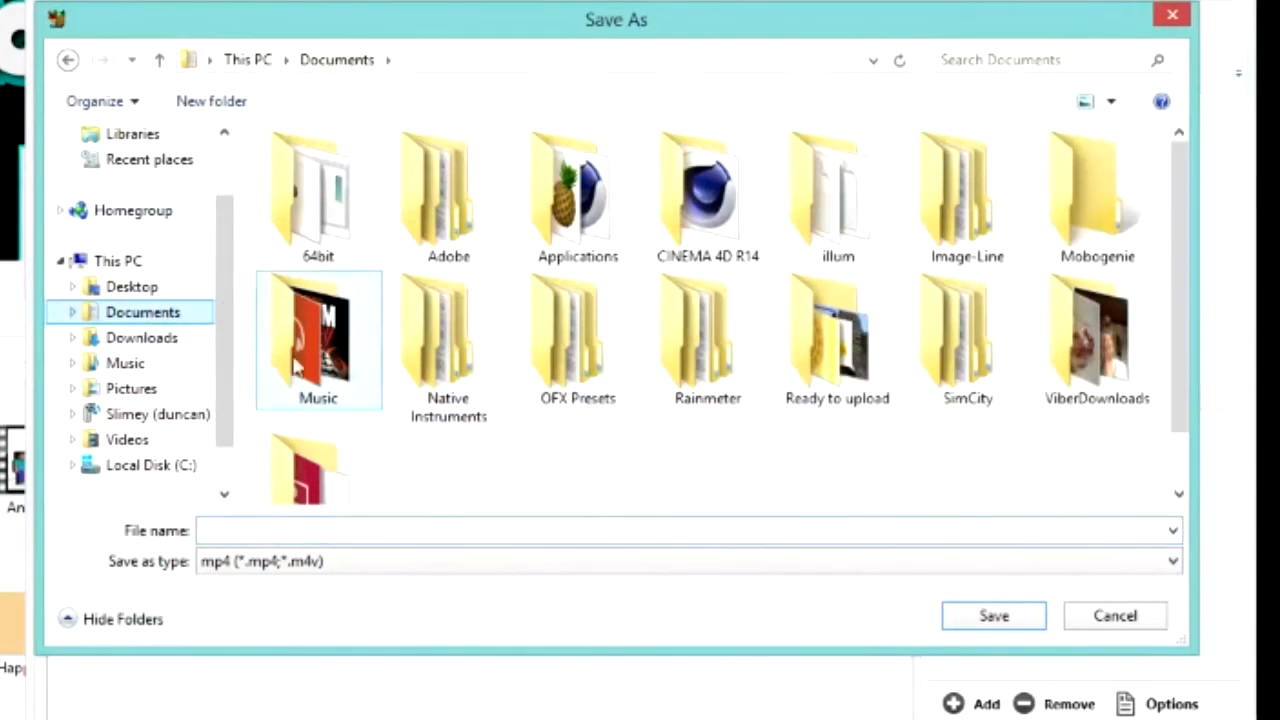 Save As
This PC
Documents
Search Documents
Organize
New folder
Libraries
Recent places
Homegroup
This PC
Desktop
Documents
Downloads
Music
Pictures
Slimey (duncan)
Videos
Local Disk (C:)
64bit
Adobe
Applications
CINEMA 4D R14
illum
Image-Line
Mobogenie
Music
Native
Instruments
OFX Presets
Rainmeter
Ready to upload
SimCity
ViberDownloads
File name:
Save as type:
mp4 (*.mp4;*.m4v)
Hide Folders
Save
Cancel
An
Hap
Add
Remove
Options